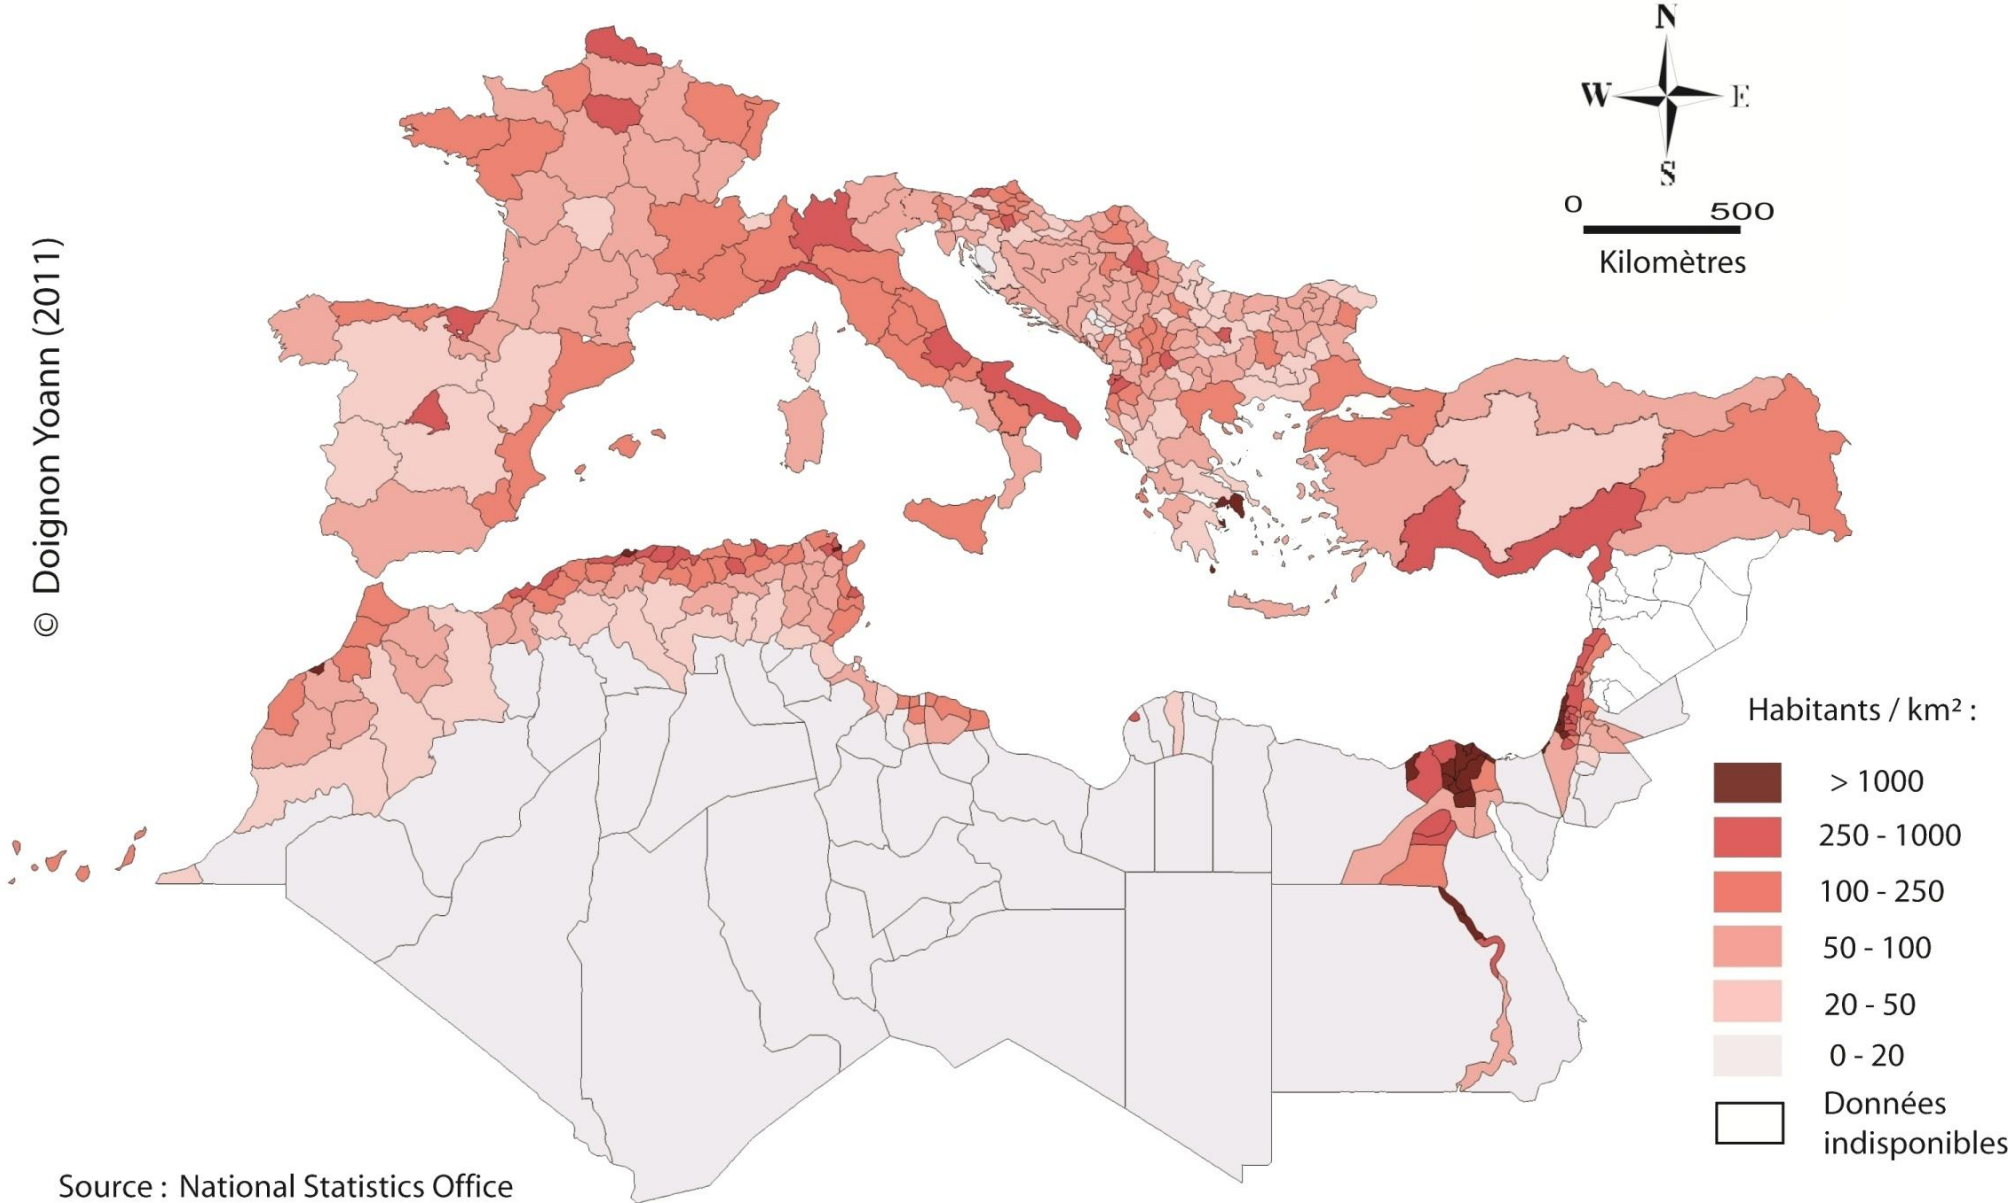 N
W E
S
0 500
Kilomètres
© Doignon Yoann (2011)
Habitants / km² :
> 1000
250 - 1000
100 - 250
50 - 100
20 - 50
0 - 20
Données
indisponibles
Source : National Statistics Office